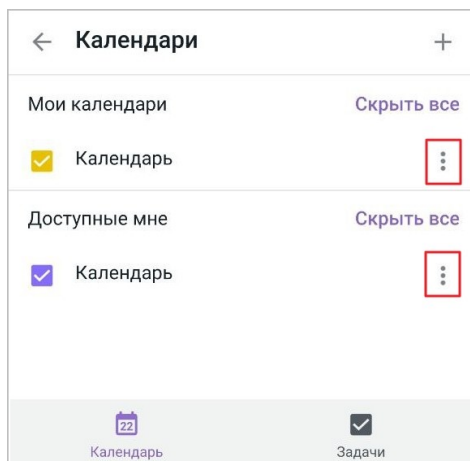 Календари
Мои календари Скрыть все
Календарь
Доступные мне Скрыть все
Календарь
22
Календарь Задачи